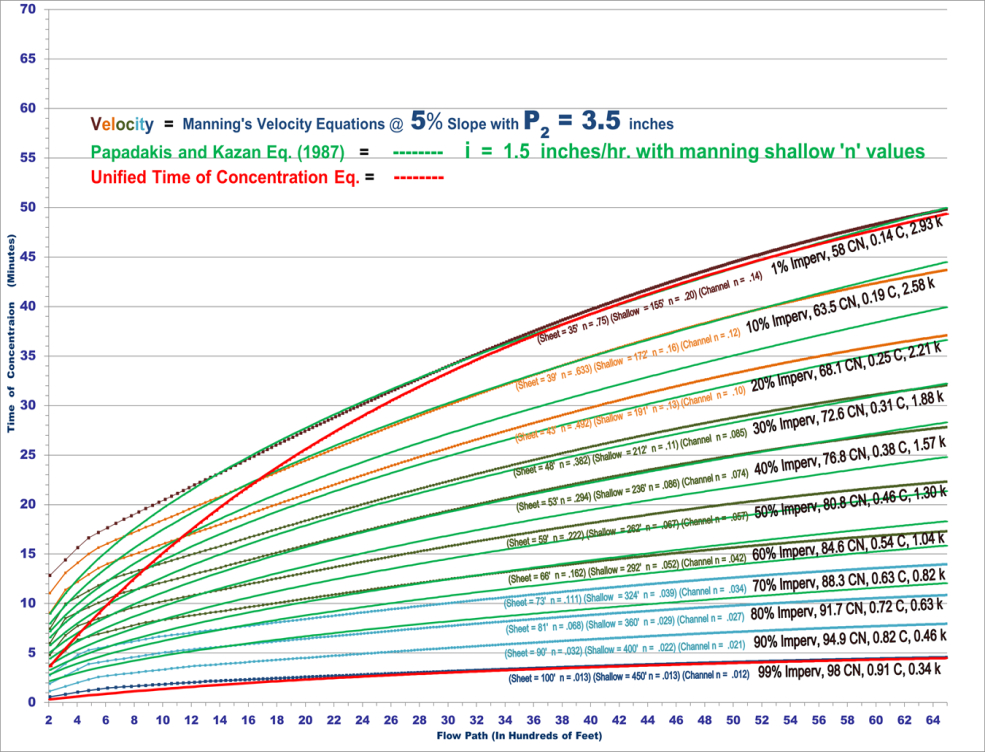 70
65
60
55
50
45
40
35
30
25
20
15
10
5
0
Time of Concentraion (Minutes)
Velocity = Manning's Velocity Equations @ 5% Slope with P2 = 3.5 inches
Papadakis and Kazan Eq. (1987) = -------- i = 1.5 inches/hr. with manning shallow 'n' values
Unified Time of Concentration Eq. = --------
(Sheet = 35' n = .75) (Shallow = 155' n = .20) (Channel n = .14) 1% Imperv, 58 CN, 0.14 C, 2.93 k
(Sheet = 39' n = .633) (Shallow = 172' n = .16) (Channel n = .12) 10% Imperv, 63.5 CN, 0.19 C, 2.58 k
(Sheet = 43' n = .492) (Shallow = 191' n = .13) (Channel n = .10) 20% Imperv, 68.1 CN, 0.25 C, 2.21 k
(Sheet = 48' n = .382) (Shallow = 212' n = .11) (Channel n = .085) 30% Imperv, 72.6 CN, 0.31 C, 1.88 k
(Sheet = 53' n = .294) (Shallow = 236' n = .086) (Channel n = .074) 40% Imperv, 76.8 CN, 0.38 C, 1.57 k
(Sheet = 59' n = .222) (Shallow = 262' n = .067) (Channel n = .057) 50% Imperv, 80.8 CN, 0.46 C, 1.30 k
(Sheet = 66' n = .162) (Shallow = 292' n = .052) (Channel n = .042) 60% Imperv, 84.6 CN, 0.54 C, 1.04 k
(Sheet = 73' n = .111) (Shallow = 324' n = .039) (Channel n = .034) 70% Imperv, 88.3 CN, 0.63 C, 0.82 k
(Sheet = 81' n = .068) (Shallow = 360' n = .029) (Channel n = .027) 80% Imperv, 91.7 CN, 0.72 C, 0.63 k
(Sheet = 90' n = .032) (Shallow = 400' n = .022) (Channel n = .021) 90% Imperv, 94.9 CN, 0.82 C, 0.46 k
(Sheet = 100' n = .013) (Shallow = 450' n = .013) (Channel n = .012) 99% Imperv, 98 CN, 0.91 C, 0.34 k
2 4 6 8 10 12 14 16 18 20 22 24 26 28 30 32 34 36 38 40 42 44 46 48 50 52 54 56 58 60 62 64
Flow Path (In Hundreds of Feet)